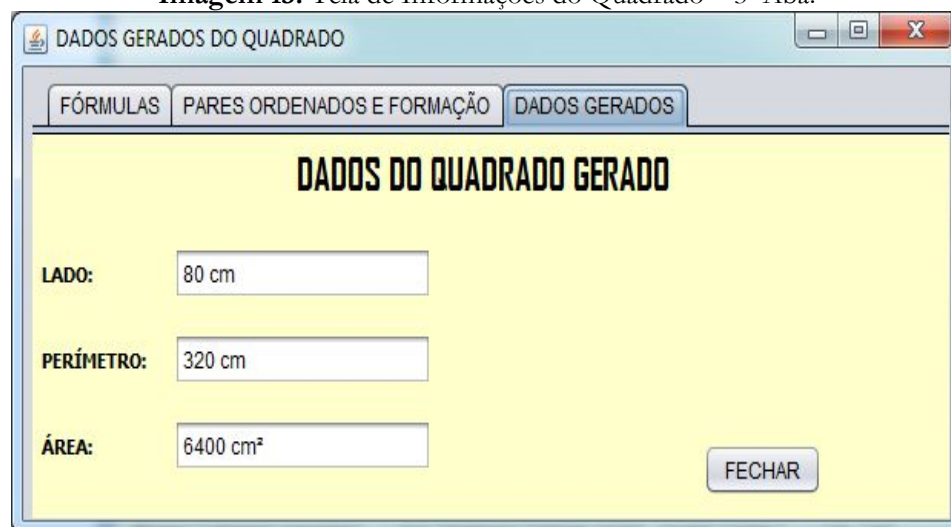 Imagem 13. Tela de Informações do Quadrado – 3ª Aba.
DADOS GERADOS DO QUADRADO
FÓRMULAS PARES ORDENADOS E FORMAÇÃO DADOS GERADOS
DADOS DO QUADRADO GERADO
LADO: 80 cm
PERÍMETRO: 320 cm
ÁREA: 6400 cm²
FECHAR